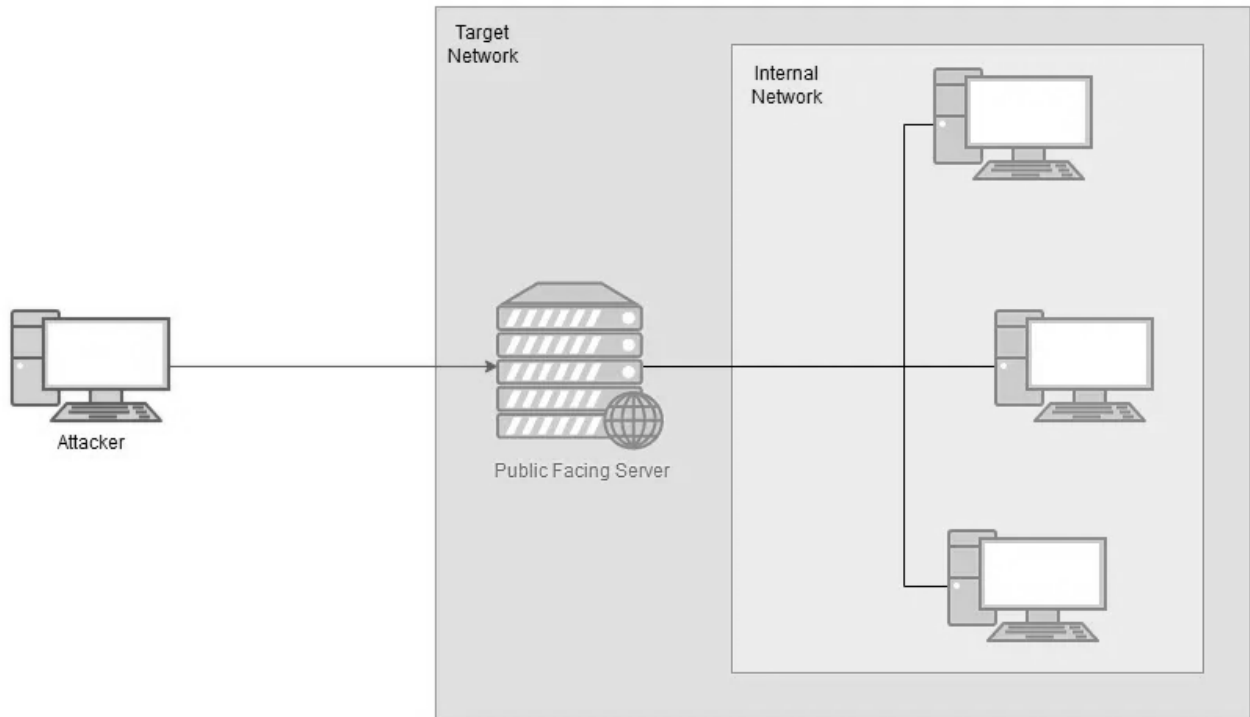 Target
Network
Internal
Network
Attacker
Public Facing Server